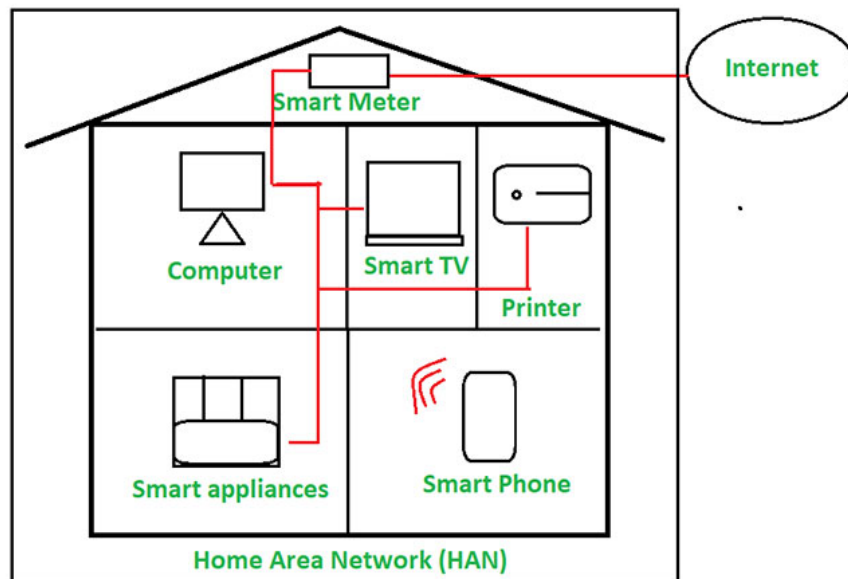 Internet
Smart Meter
Computer
Smart TV
Printer
Smart appliances
Smart Phone
Home Area Network (HAN)